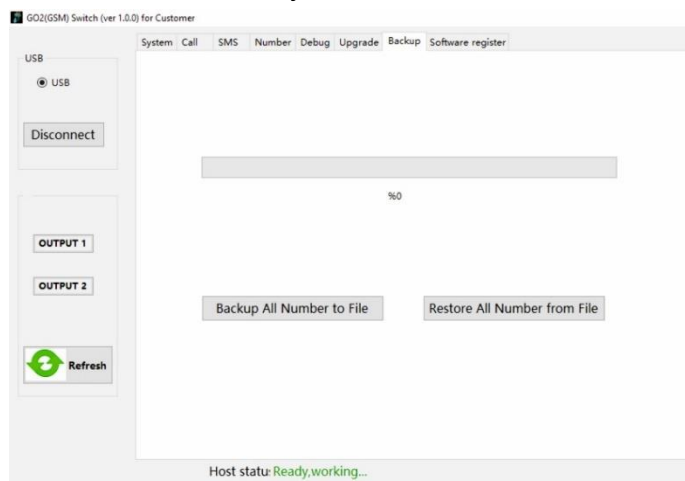 GO2(GSM) Switch (ver 1.0.0) for Customer
System Call SMS Number Debug Upgrade Backup Software register
USB
USB
Disconnect
%0
OUTPUT 1
OUTPUT 2
Backup All Number to File Restore All Number from File
Refresh
Host statu: Ready,working...